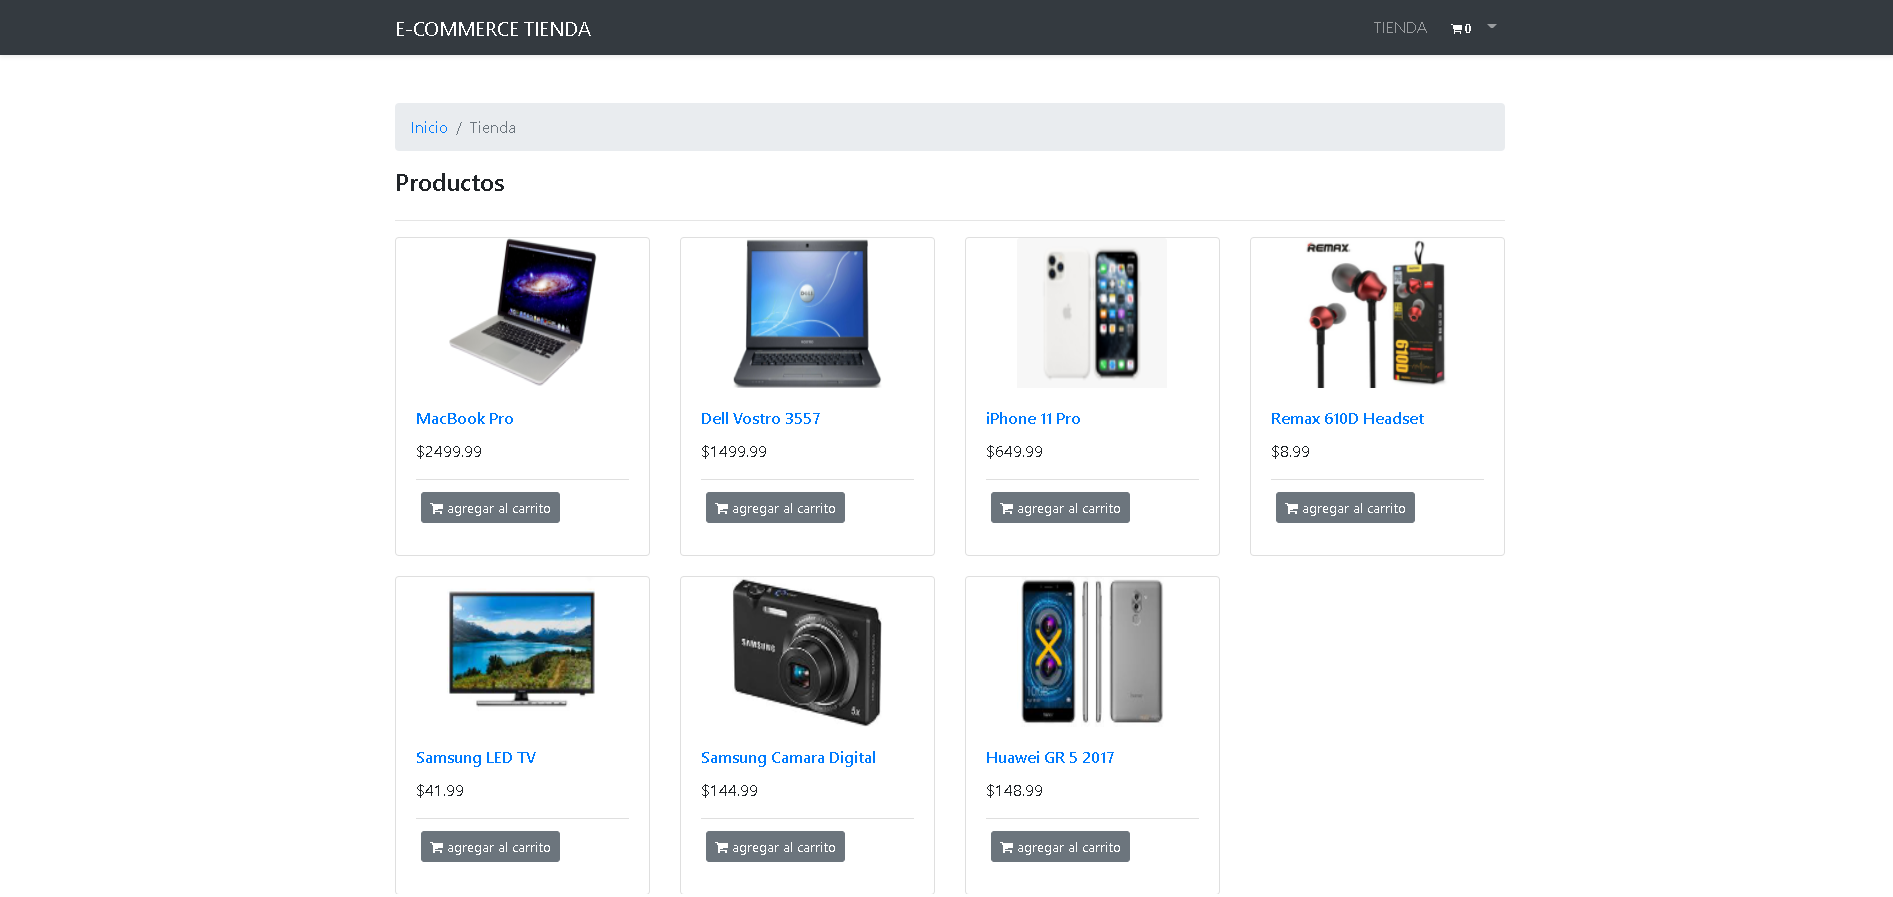 E-COMMERCE TIENDA
TIENDA
0
Inicio / Tienda
Productos
DELL
REMAX
610D
MacBook Pro
$2499.99
agregar al carrito
Dell Vostro 3557
$1499.99
agregar al carrito
iPhone 11 Pro
$649.99
agregar al carrito
Remax 610D Headset
$8.99
agregar al carrito
SAMSUNG
5x
Samsung LED TV
$41.99
agregar al carrito
Samsung Camara Digital
$144.99
agregar al carrito
Huawei GR 5 2017
$148.99
agregar al carrito